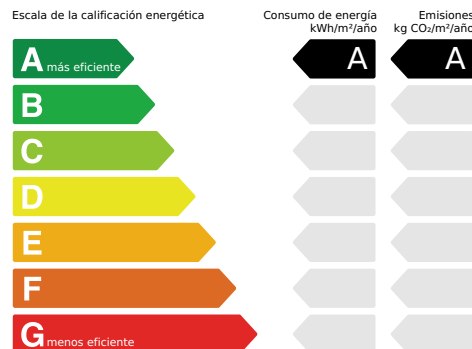 Escala de la calificación energética
Consumo de energía
kWh/m²/año
Emisiones
kg CO₂/m²/año
A más eficiente
A
A
B
C
D
E
F
G menos eficiente